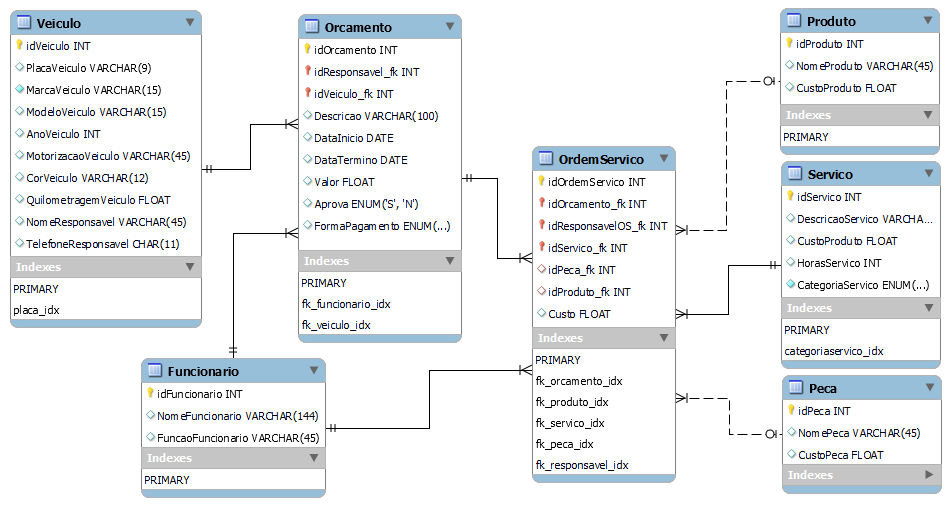 Veiculo
idVeiculo INT
PlacaVeiculo VARCHAR(9)
MarcaVeiculo VARCHAR(15)
ModeloVeiculo VARCHAR(15)
AnoVeiculo INT
MotorizacaoVeiculo VARCHAR(45)
CorVeiculo VARCHAR(12)
QuilometragemVeiculo FLOAT
NomeResponsavel VARCHAR(45)
TelefoneResponsavel CHAR(11)
Indexes
PRIMARY
placa_idx
Orcamento
idOrcamento INT
idResponsavel_fk INT
idVeiculo_fk INT
Descricao VARCHAR(100)
DataInicio DATE
DataTermino DATE
Valor FLOAT
Aprova ENUM('S', 'N')
FormaPagamento ENUM(...)
Indexes
PRIMARY
fk_funcionario_idx
fk_veiculo_idx
Funcionario
idFuncionario INT
NomeFuncionario VARCHAR(144)
FuncaoFuncionario VARCHAR(45)
Indexes
PRIMARY
OrdemServico
idOrdemServico INT
idOrcamento_fk INT
idResponsavelOS_fk INT
idServico_fk INT
idPeca_fk INT
idProduto_fk INT
Custo FLOAT
Indexes
PRIMARY
fk_orcamento_idx
fk_produto_idx
fk_servico_idx
fk_peca_idx
fk_responsavel_idx
Produto
idProduto INT
NomeProduto VARCHAR(45)
CustoProduto FLOAT
Indexes
PRIMARY
Servico
idServico INT
DescricaoServico VARCHA...
CustoProduto FLOAT
HorasServico INT
CategoriaServico ENUM(...)
Indexes
PRIMARY
categoriaservico_idx
Peca
idPeca INT
NomePeca VARCHAR(45)
CustoPeca FLOAT
Indexes